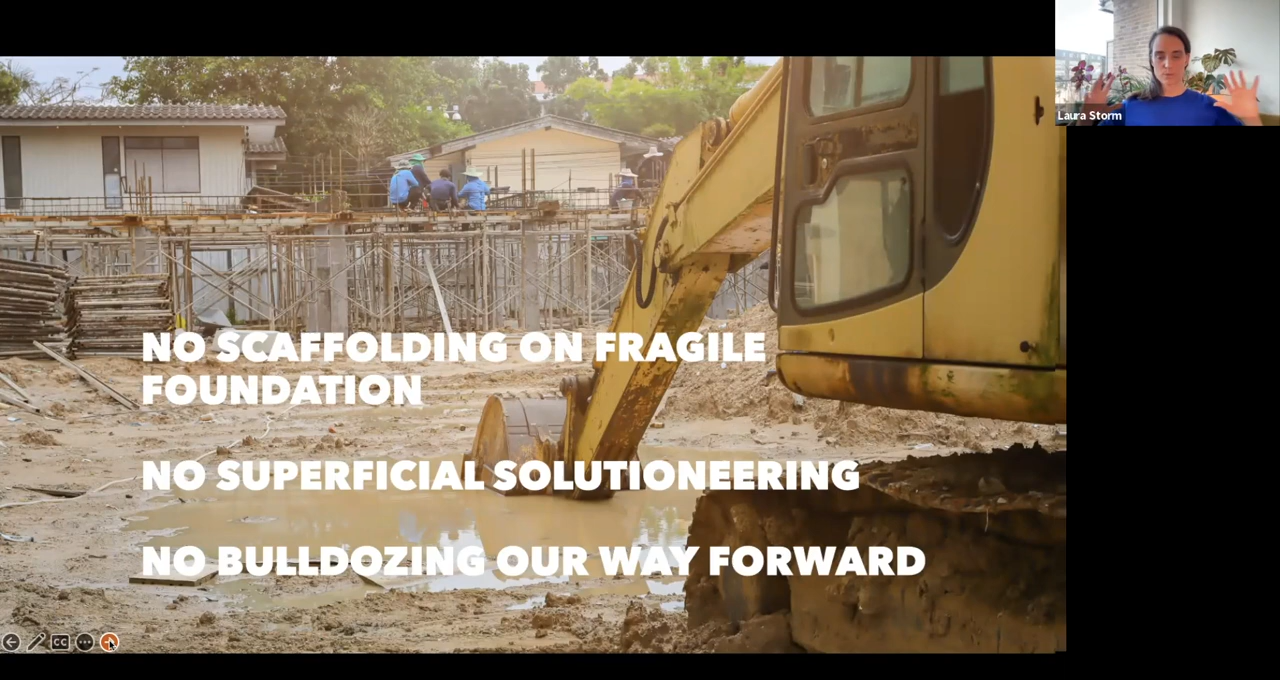 Laura Storm
NO SCAFFOLDING ON FRAGILE
FOUNDATION
NO SUPERFICIAL SOLUTIONEERING
NO BULLDOZING OUR WAY FORWARD
CC